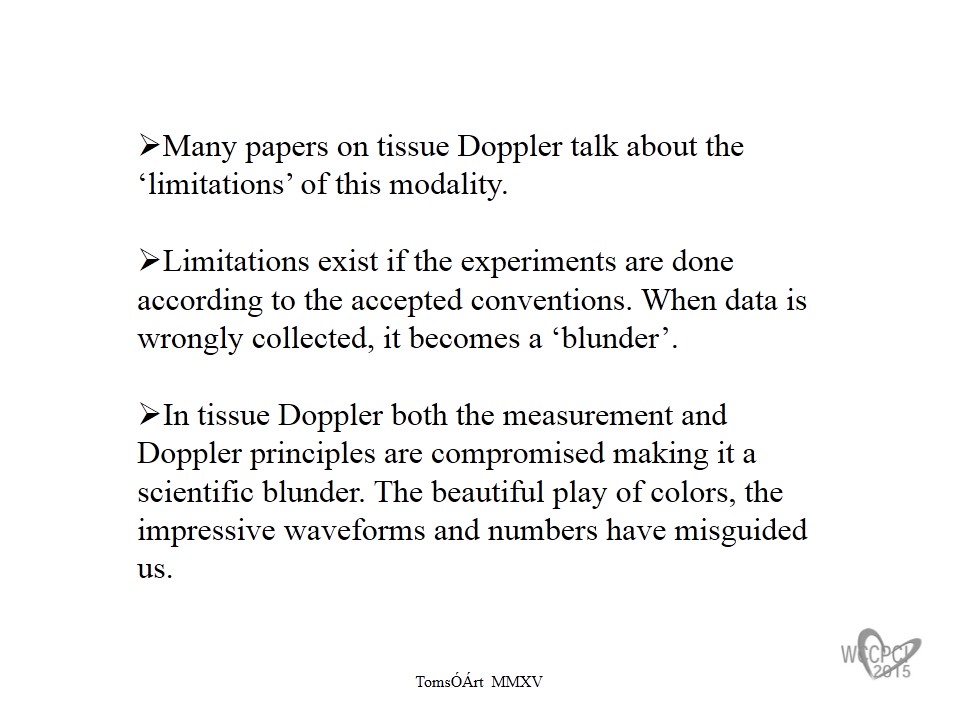 ➢Many papers on tissue Doppler talk about the
‘limitations’ of this modality.
➢Limitations exist if the experiments are done
according to the accepted conventions. When data is
wrongly collected, it becomes a ‘blunder’.
➢In tissue Doppler both the measurement and
Doppler principles are compromised making it a
scientific blunder. The beautiful play of colors, the
impressive waveforms and numbers have misguided
us.
WCCPCI
2015
TomsÓÁrt MMXV